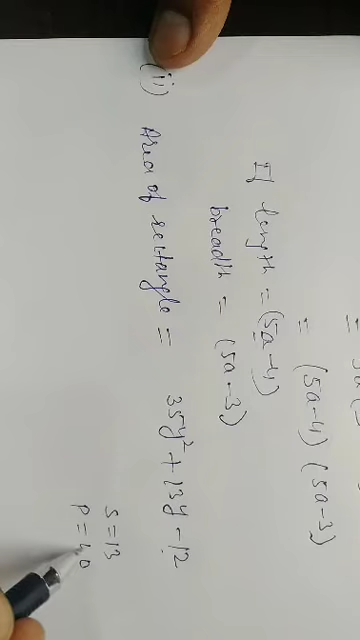 = (5a-4) (5a-3)
If length = (5a-4)
breadth = (5a-3)
(ii) Area of rectangle = 35y² + 13y - 12
S = 13
P =